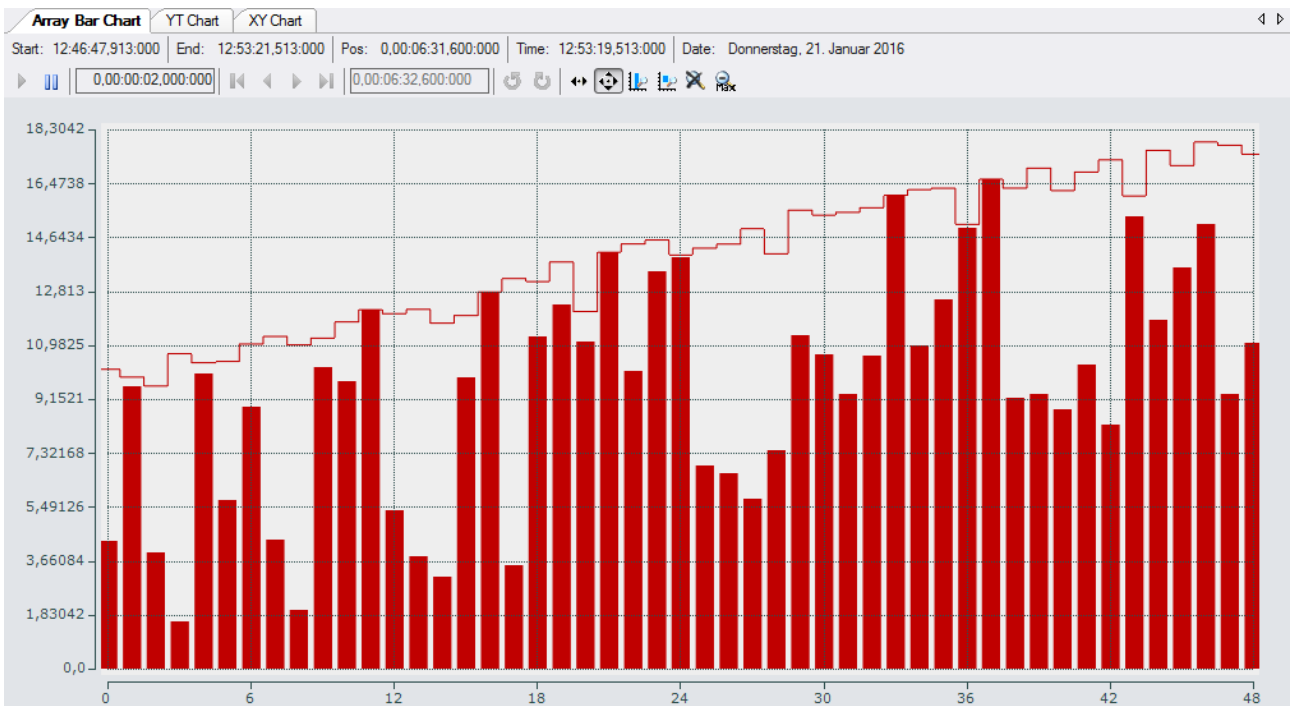 Array Bar Chart YT Chart XY Chart
Start: 12:46:47,913:000 End: 12:53:21,513:000 Pos: 0,00:06:31,600:000 Time: 12:53:19,513:000 Date: Donnerstag, 21. Januar 2016
0,00:00:02,000:000 0,00:06:32,600:000 Max
18,3042
16,4738
14,6434
12,813
10,9825
9,1521
7,32168
5,49126
3,66084
1,83042
0,0
0 6 12 18 24 30 36 42 48